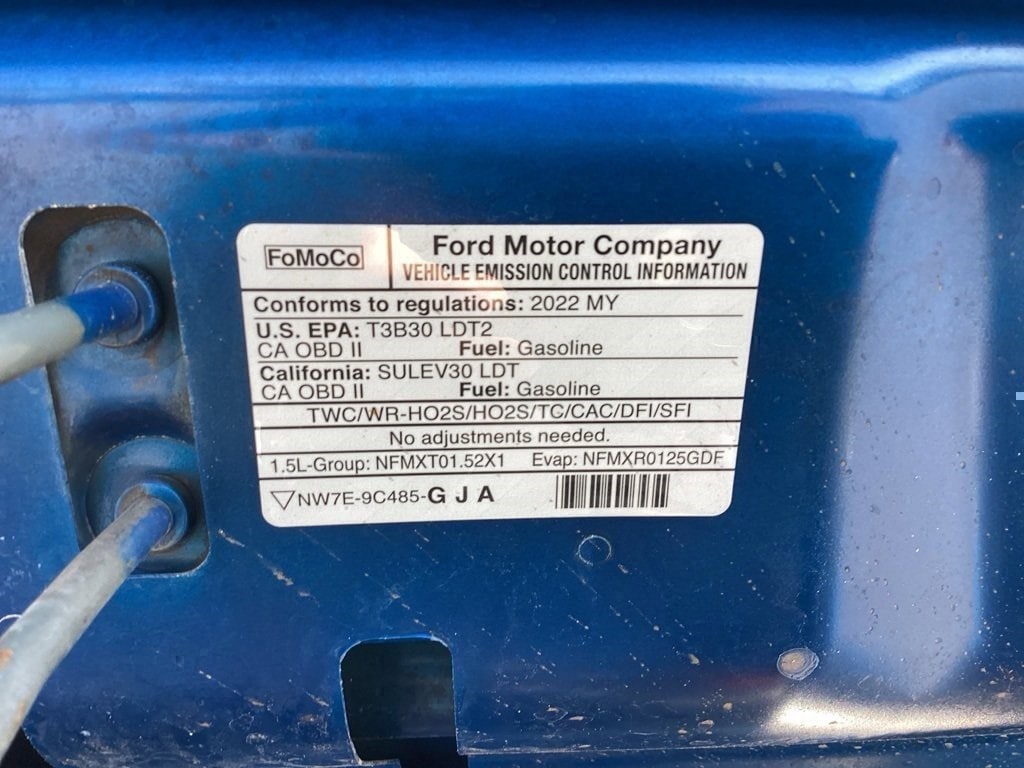 FoMoCo
Ford Motor Company
VEHICLE EMISSION CONTROL INFORMATION
Conforms to regulations: 2022 MY
U.S. EPA: T3B30 LDT2
CA OBD II Fuel: Gasoline
California: SULEV30 LDT
CA OBD II Fuel: Gasoline
TWC/WR-HO2S/HO2S/TC/CAC/DFI/SFI
No adjustments needed.
1.5L-Group: NFMXT01.52X1 Evap: NFMXR0125GDF
▽NW7E-9C485-G J A